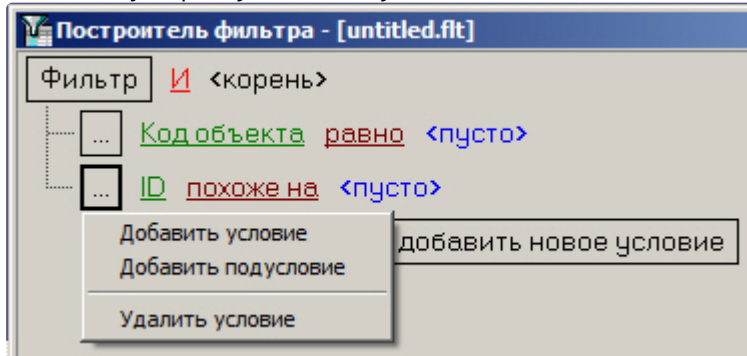 Построитель фильтра - [untitled.flt]
Фильтр И <корень>
... Код объекта равно <пусто>
... ID похоже на <пусто>
добавить новое условие
Добавить условие
Добавить подусловие
Удалить условие